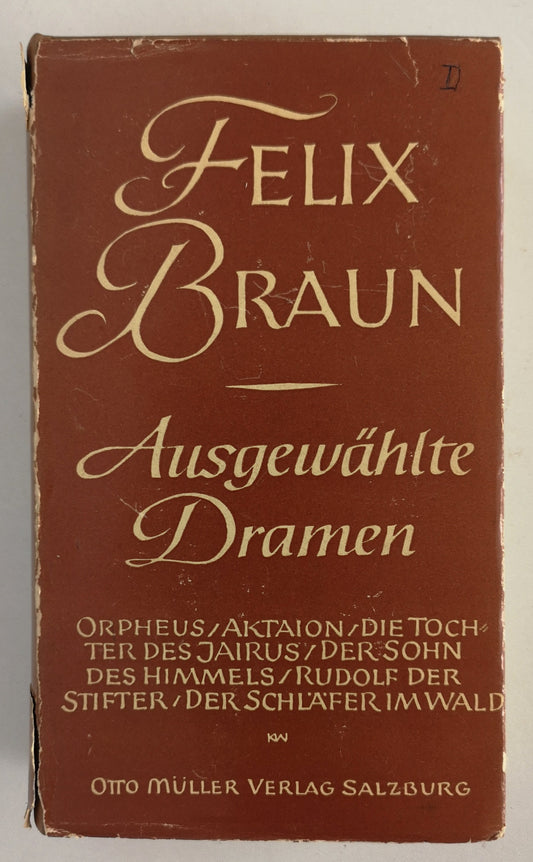 I)
FELIX
BRAUN
Ausgewählte
Dramen
ORPHEUS / AKTAION / DIE TOCH=
TER DES JAIRUS / DER SOHN
DES HIMMELS / RUDOLF DER
STIFTER / DER SCHLÄFER IM WALD
KW
OTTO MÜLLER VERLAG SALZBURG